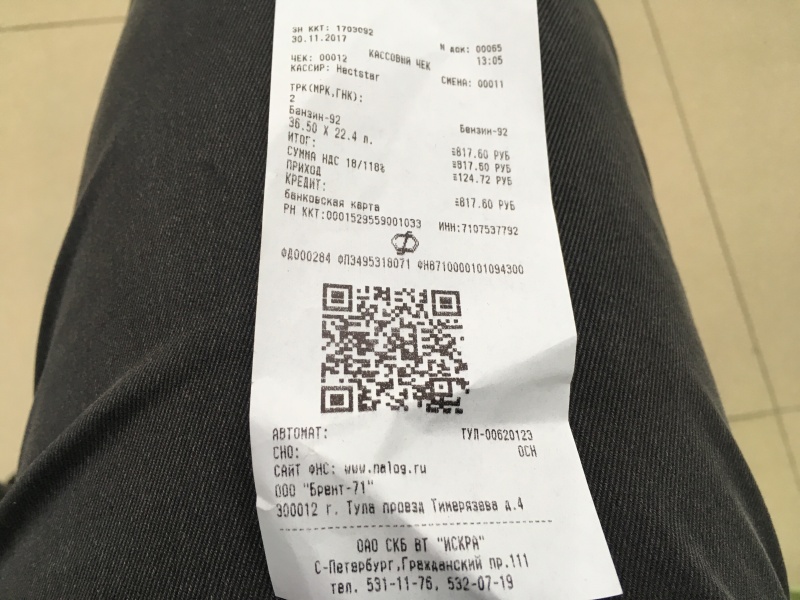 ЗН ККТ: 1703092
30.11.2017 N док: 00065
КАССОВЫЙ ЧЕК 13:05
ЧЕК: 00012
КАССИР: Nectstar СМЕНА: 00011
ТРК(МРК,ГНК):
2
Бензин-92 Бензин-92
36.50 X 22.4 л. ≡817.60 РУБ
ИТОГ: ≡817.60 РУБ
СУММА НДС 18/118% ≡124.72 РУБ
ПРИХОД
КРЕДИТ:
банковская карта ≡817.60 РУБ
РН ККТ:0001529559001033 ИНН:7107537792
ФД000284 ФП3495318071 ФН8710000101094300
АВТОМАТ: ТУЛ-00620123
СНО: ОСН
САЙТ ФНС: www.nalog.ru
ООО "Брент-71"
300012 г. Тула проезд Тимирязева д.4
ОАО СКБ ВТ "ИСКРА"
С-Петербург,Гражданский пр.111
тел. 531-11-76, 532-07-19